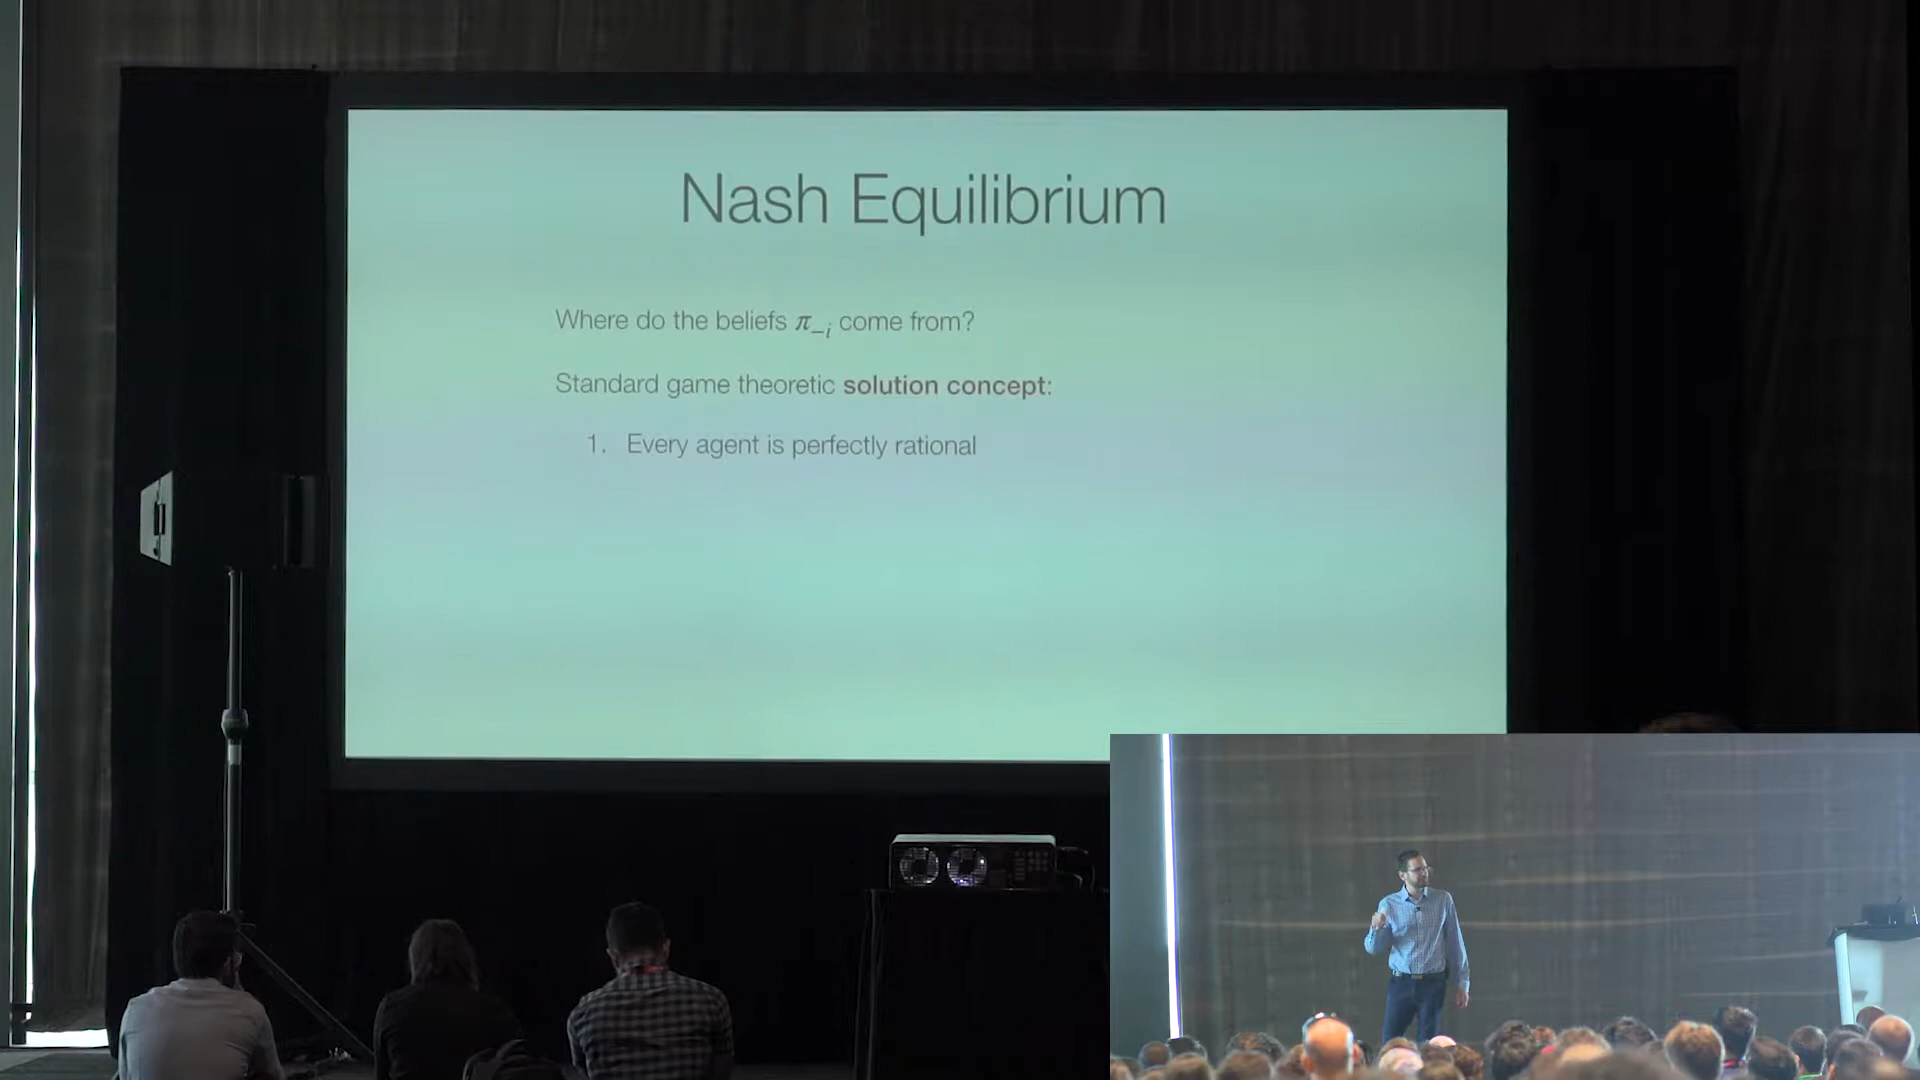 Nash Equilibrium
Where do the beliefs π₋ᵢ come from?
Standard game theoretic solution concept:
1. Every agent is perfectly rational